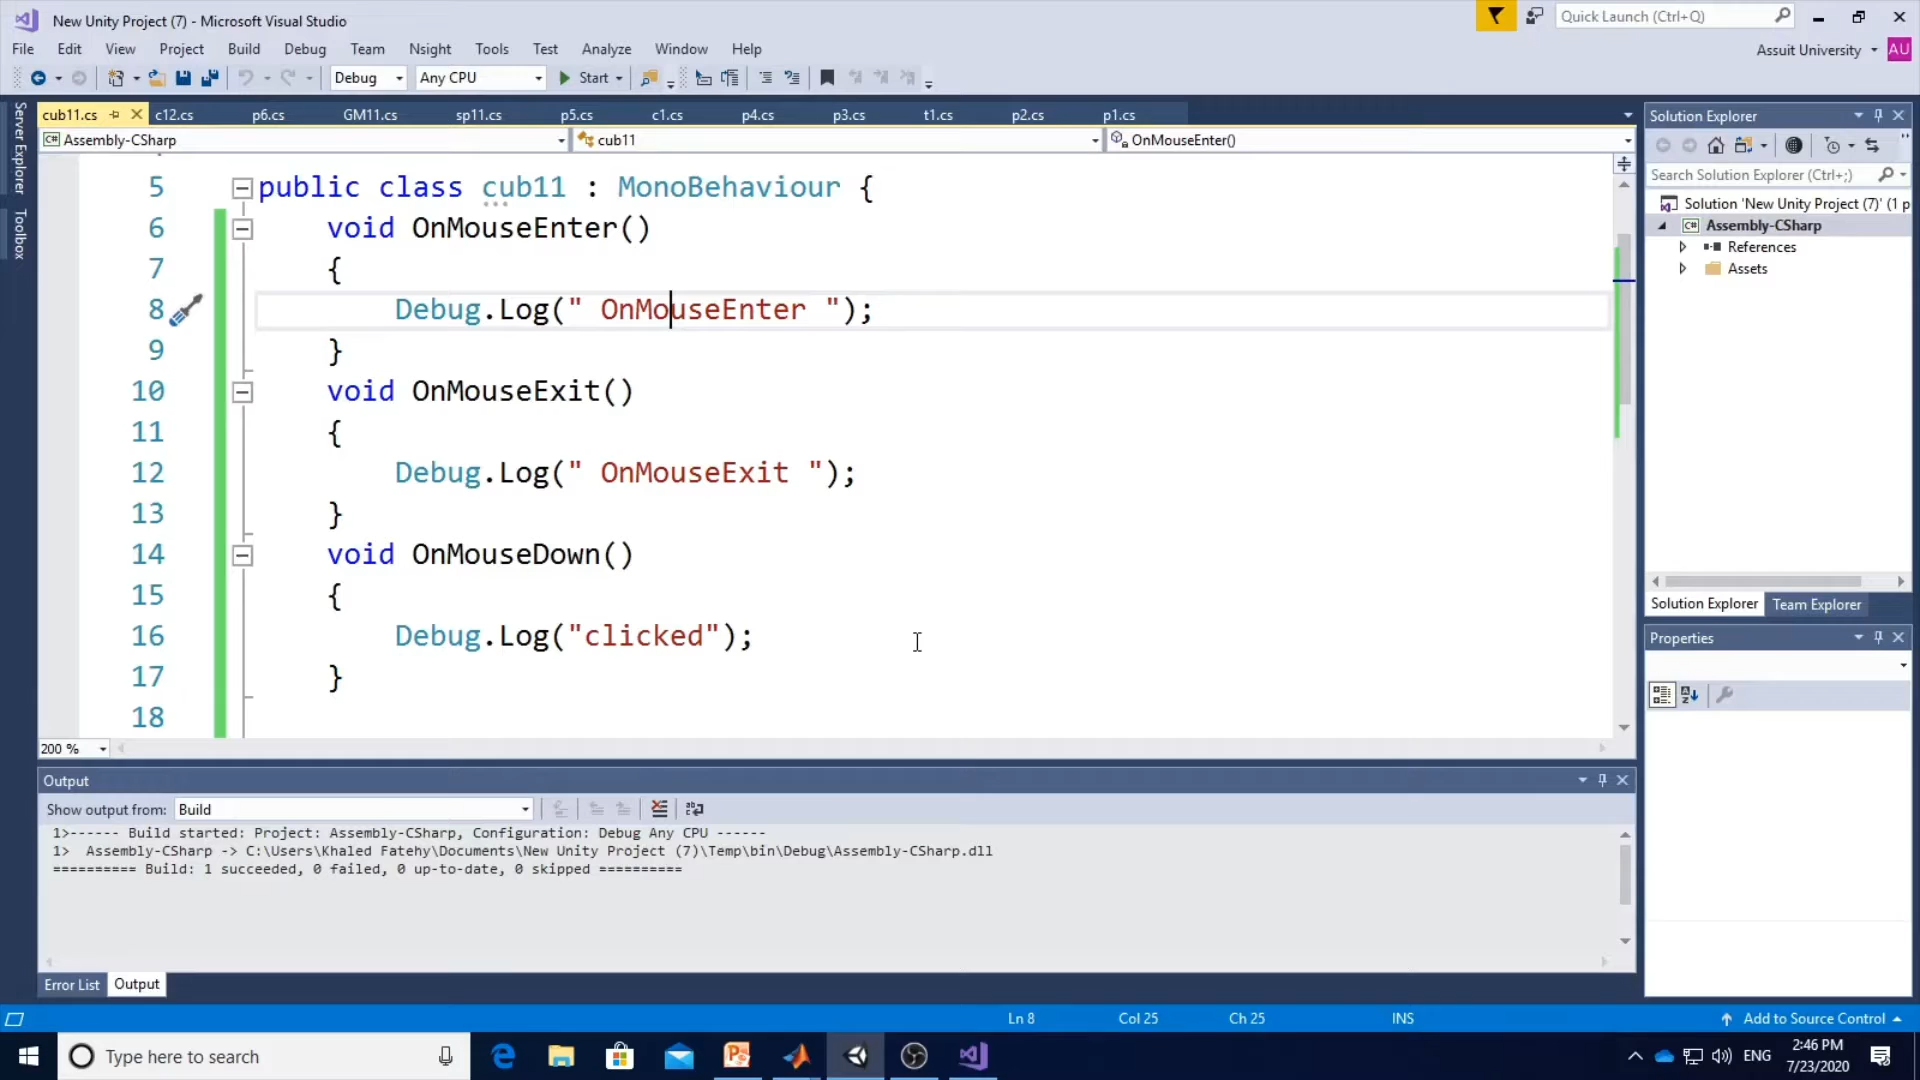 New Unity Project (7) - Microsoft Visual Studio
Quick Launch (Ctrl+Q)
File Edit View Project Build Debug Team Nsight Tools Test Analyze Window Help
Assuit University AU
Debug Any CPU Start
Server Explorer
Toolbox
cub11.cs c12.cs p6.cs GM11.cs sp11.cs p5.cs c1.cs p4.cs p3.cs t1.cs p2.cs p1.cs
C# Assembly-CSharp cub11 OnMouseEnter()
5 public class cub11 : MonoBehaviour {
6 void OnMouseEnter()
7 {
8 Debug.Log(" OnMouseEnter ");
9 }
10 void OnMouseExit()
11 {
12 Debug.Log(" OnMouseExit ");
13 }
14 void OnMouseDown()
15 {
16 Debug.Log("clicked");
17 }
18
200 %
Solution Explorer
Search Solution Explorer (Ctrl+;)
Solution 'New Unity Project (7)' (1 p
C# Assembly-CSharp
References
Assets
Solution Explorer Team Explorer
Properties
Output
Show output from: Build
1>------ Build started: Project: Assembly-CSharp, Configuration: Debug Any CPU ------
1> Assembly-CSharp -> C:\Users\Khaled Fatehy\Documents\New Unity Project (7)\Temp\bin\Debug\Assembly-CSharp.dll
========== Build: 1 succeeded, 0 failed, 0 up-to-date, 0 skipped ==========
Error List Output
Ln 8 Col 25 Ch 25 INS Add to Source Control
Type here to search
ENG
2:46 PM
7/23/2020